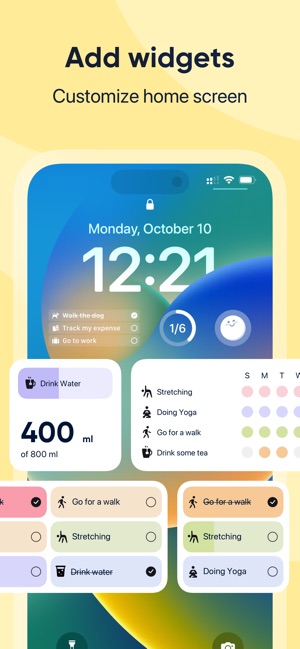 Add widgets
Customize home screen
Monday, October 10
12:21
Walk the dog
Track my expense
Go to work
1/6
Drink Water
400 ml
of 800 ml
S M T W
Stretching
Doing Yoga
Go for a walk
Drink some tea
k
Go for a walk
Go for a walk
Stretching
Stretching
Drink water
Doing Yoga